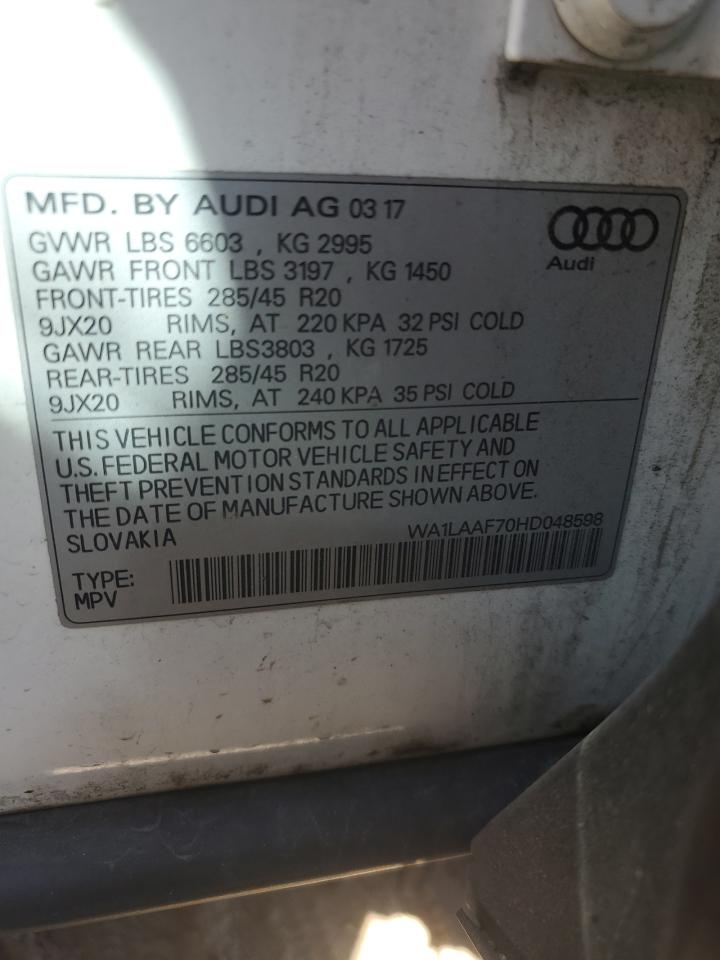 MFD. BY AUDI AG 03 17
Audi
GVWR LBS 6603 , KG 2995
GAWR FRONT LBS 3197 , KG 1450
FRONT-TIRES 285/45 R20
9JX20 RIMS, AT 220 KPA 32 PSI COLD
GAWR REAR LBS3803 , KG 1725
REAR-TIRES 285/45 R20
9JX20 RIMS, AT 240 KPA 35 PSI COLD
THIS VEHICLE CONFORMS TO ALL APPLICABLE
U.S. FEDERAL MOTOR VEHICLE SAFETY AND
THEFT PREVENTION STANDARDS IN EFFECT ON
THE DATE OF MANUFACTURE SHOWN ABOVE.
SLOVAKIA WA1LAAF70HD048598
TYPE:
MPV